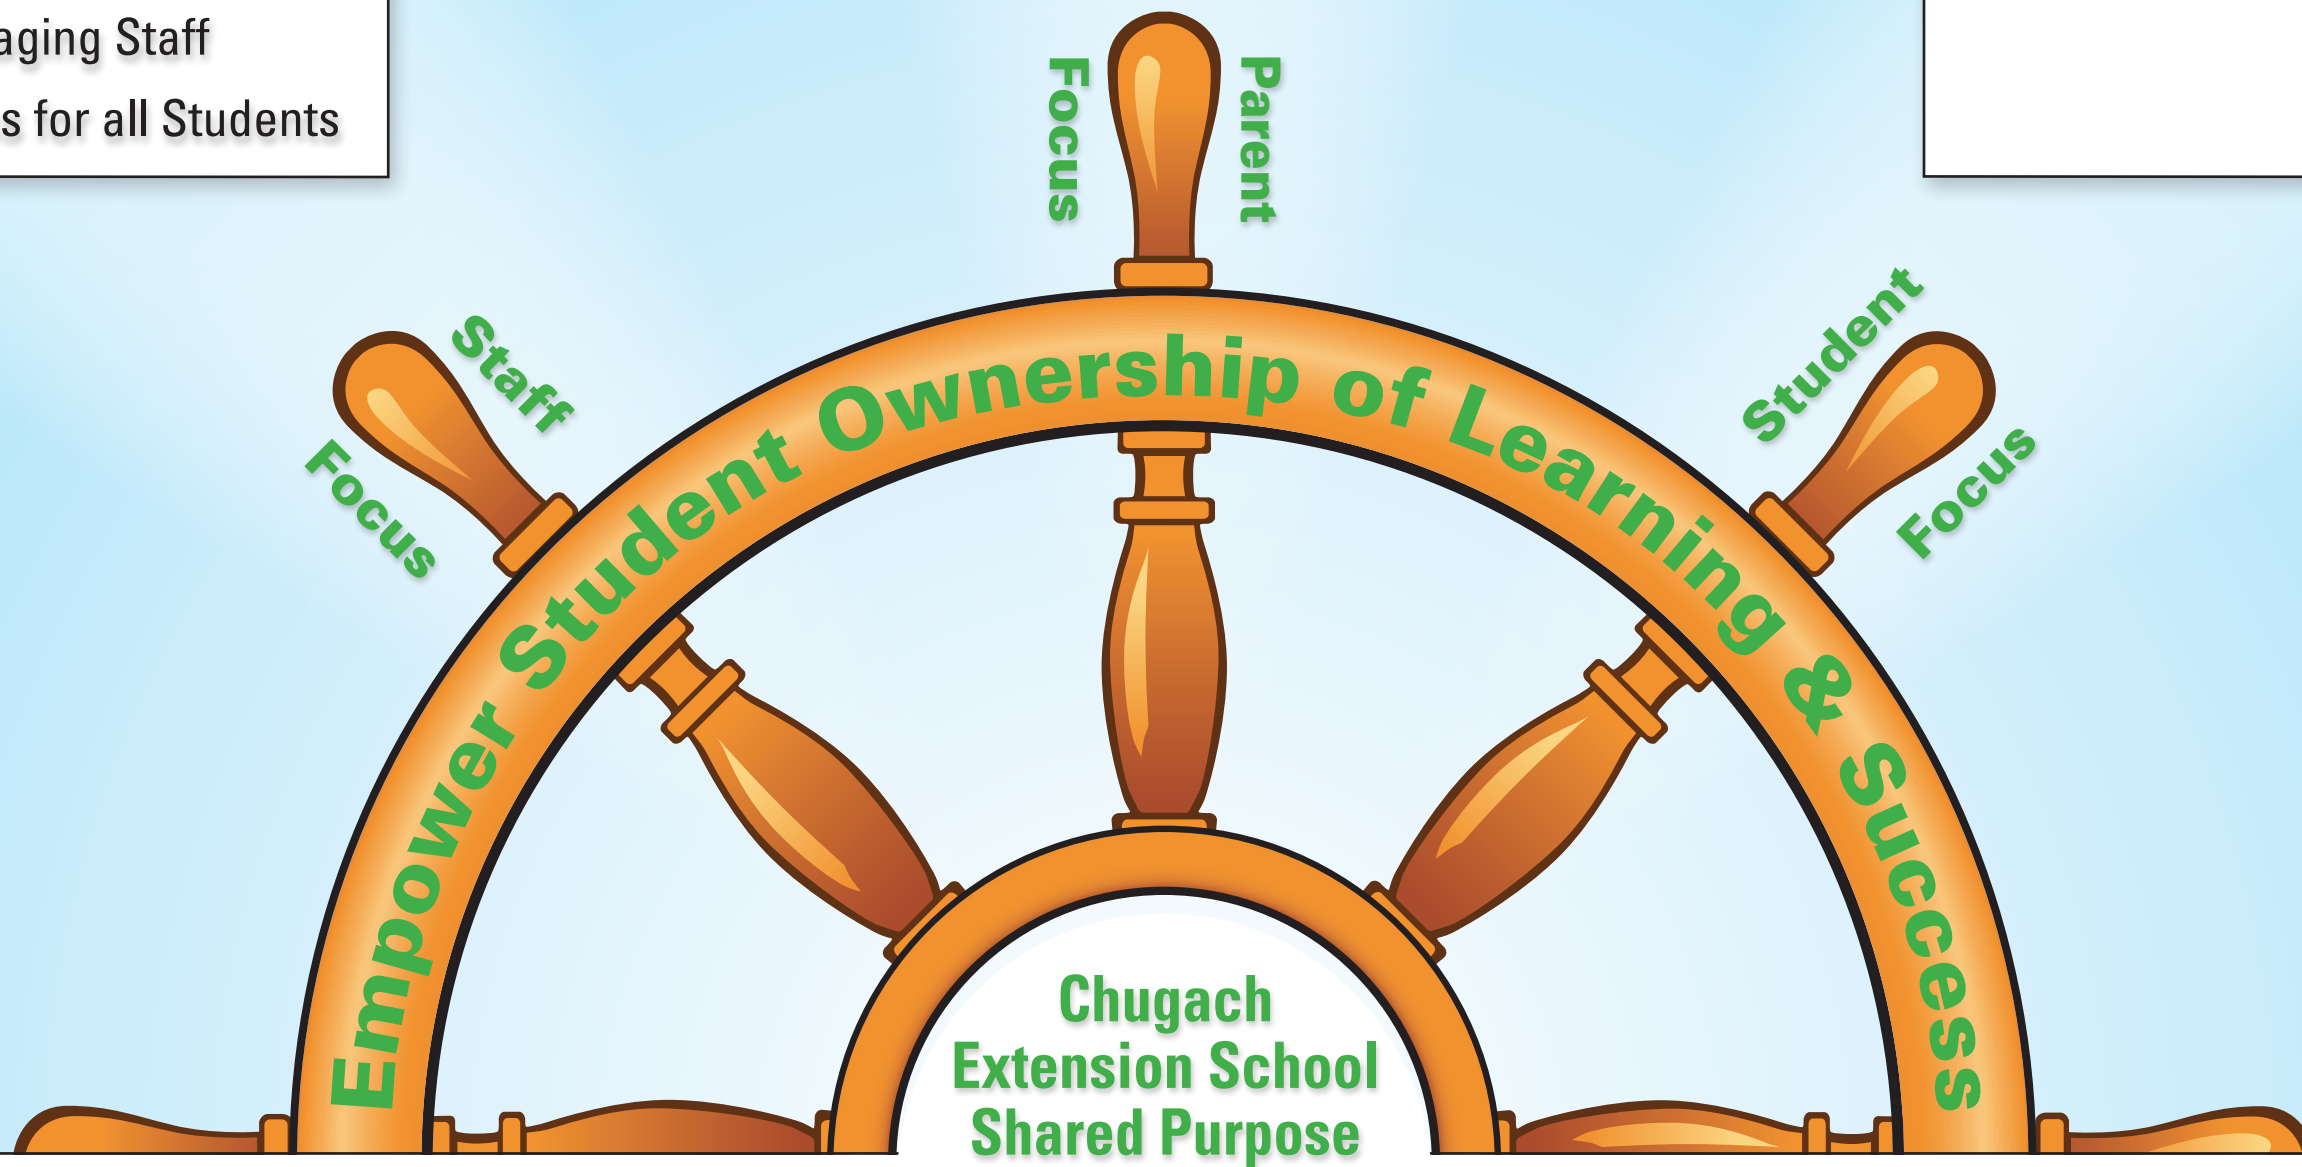 Staff
s for all Students
Parent
Focus
Staff
Focus
Student
Focus
Empower Student Ownership of Learning & Success
Chugach
Extension School
Shared Purpose